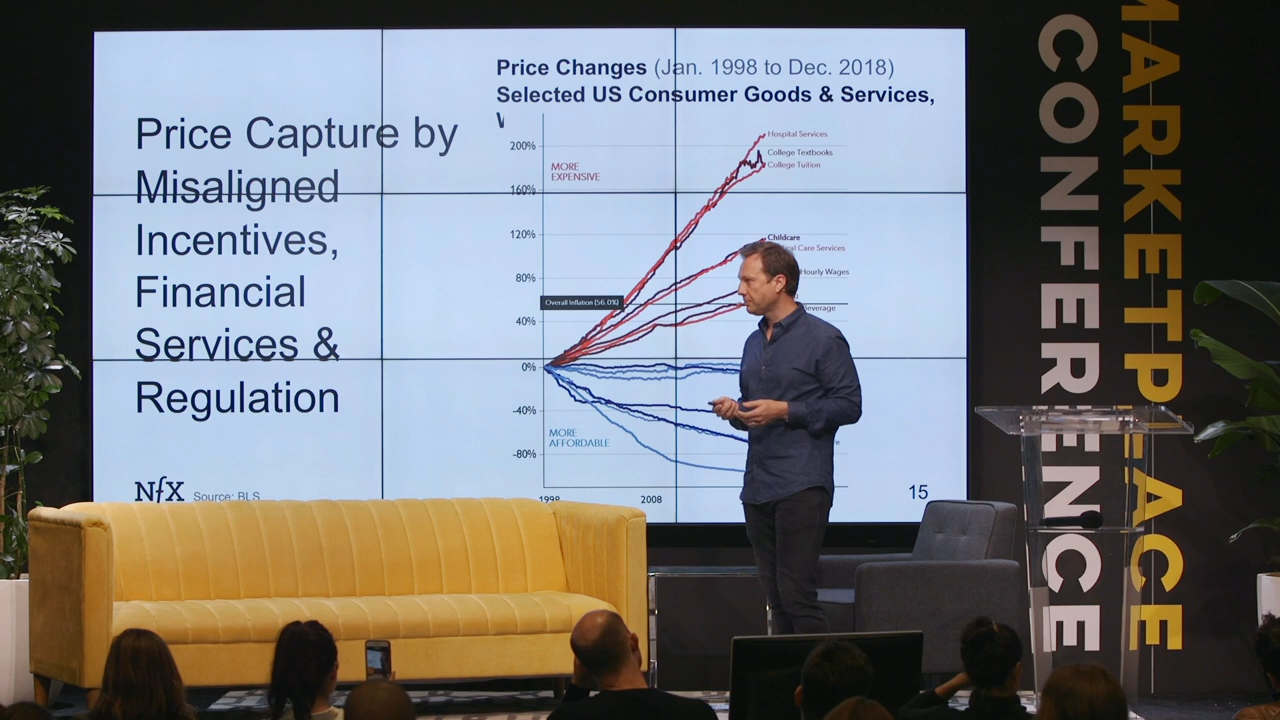 Price Capture by
Misaligned
Incentives,
Financial
Services &
Regulation
NfX
Source: BLS
Price Changes (Jan. 1998 to Dec. 2018)
Selected US Consumer Goods & Services,
200%
160%
120%
80%
40%
0%
-40%
-80%
MORE
EXPENSIVE
MORE
AFFORDABLE
Overall Inflation (56.0%)
Hospital Services
College Textbooks
College Tuition
Childcare
Care Services
Hourly Wages
1998
2008
15
MARKETPLACE
CONFERENCE